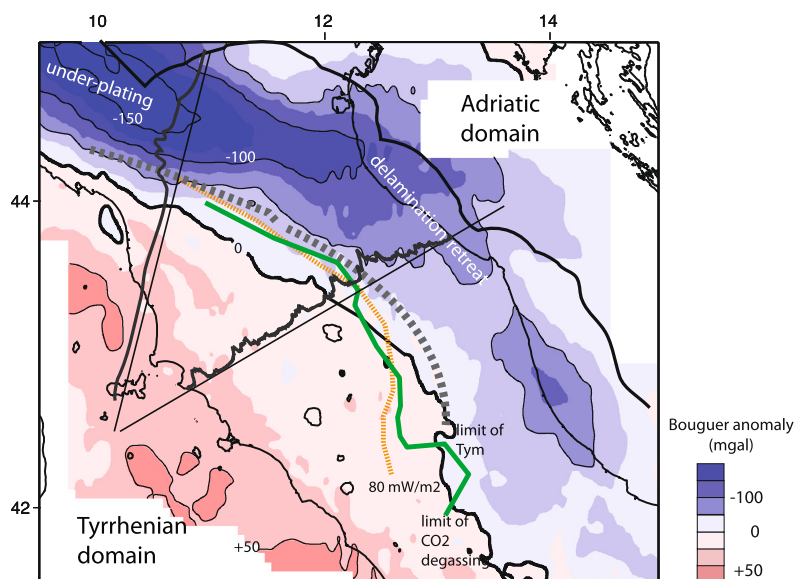 10
12
14
under-plating
-150
Adriatic
domain
-100
delamination retreat
44
0
limit of
Tym
Bouguer anomaly
(mgal)
80 mW/m2
-100
42
limit of
CO2
degassing
Tyrrhenian
domain
0
+50
+50